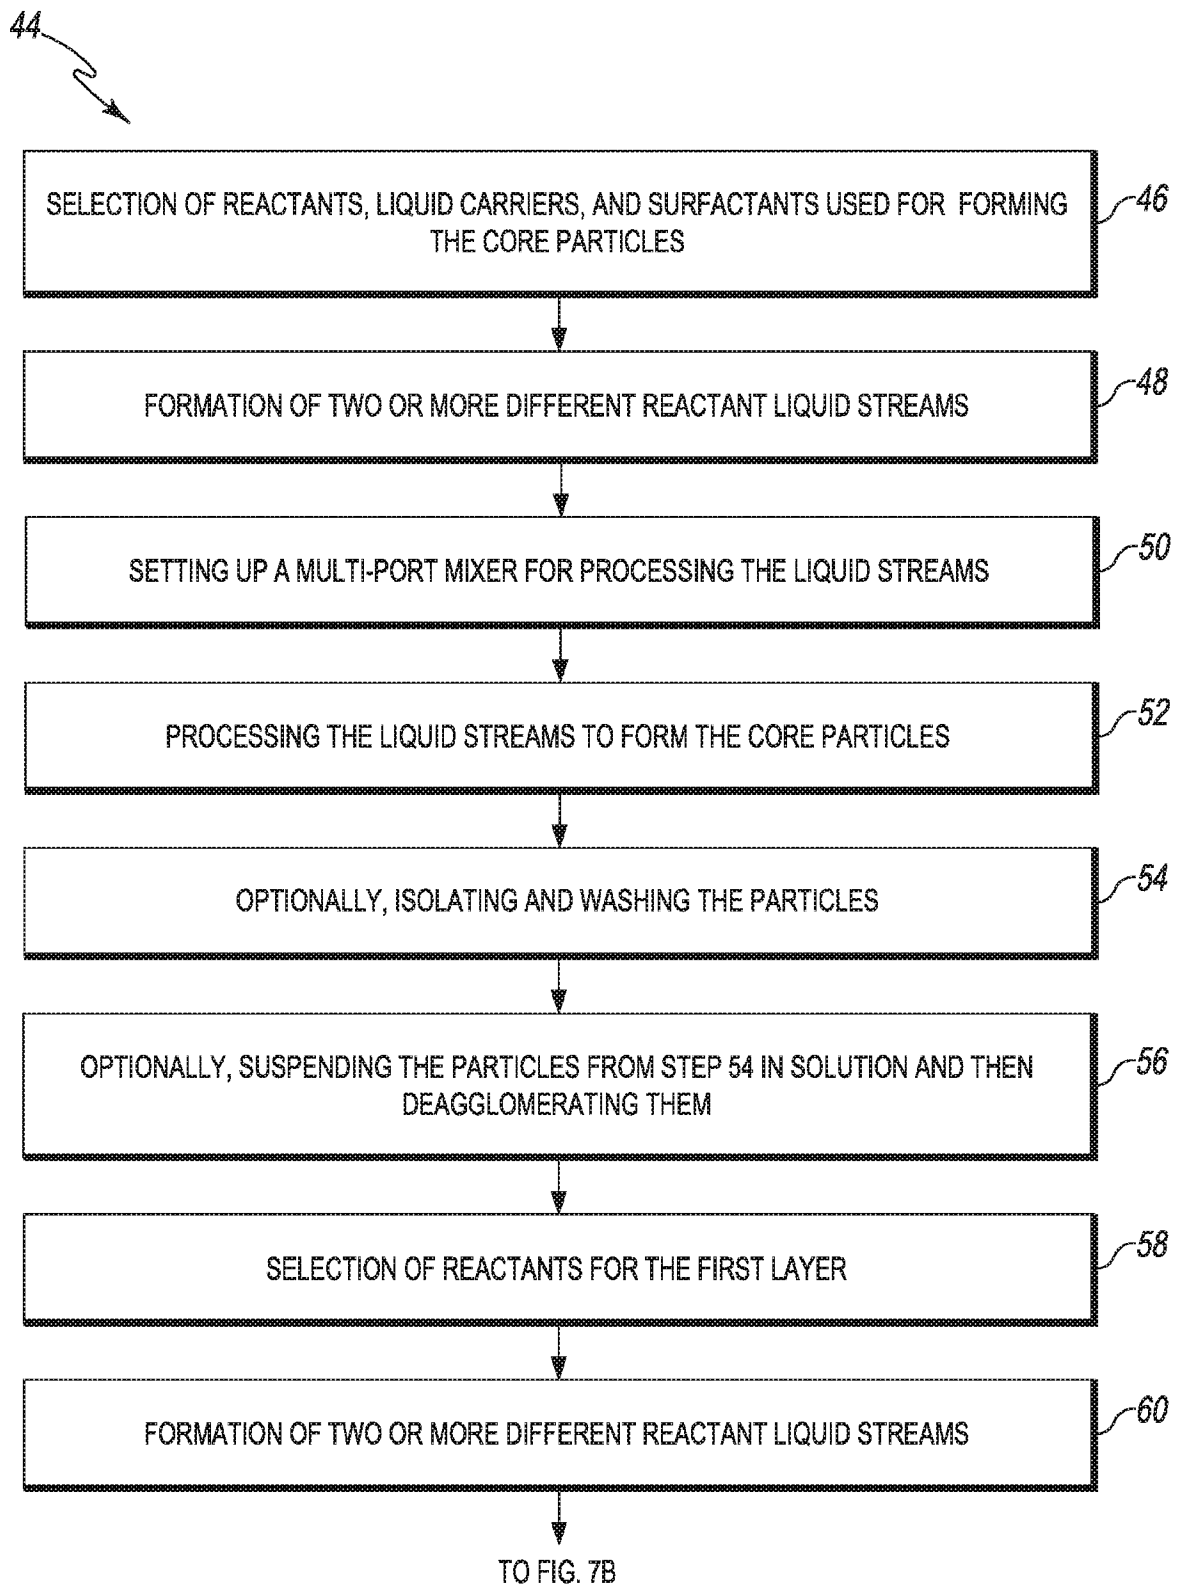 44
SELECTION OF REACTANTS, LIQUID CARRIERS, AND SURFACTANTS USED FOR FORMING
THE CORE PARTICLES
46
FORMATION OF TWO OR MORE DIFFERENT REACTANT LIQUID STREAMS
48
SETTING UP A MULTI-PORT MIXER FOR PROCESSING THE LIQUID STREAMS
50
PROCESSING THE LIQUID STREAMS TO FORM THE CORE PARTICLES
52
OPTIONALLY, ISOLATING AND WASHING THE PARTICLES
54
OPTIONALLY, SUSPENDING THE PARTICLES FROM STEP 54 IN SOLUTION AND THEN
DEAGGLOMERATING THEM
56
SELECTION OF REACTANTS FOR THE FIRST LAYER
58
FORMATION OF TWO OR MORE DIFFERENT REACTANT LIQUID STREAMS
60
TO FIG. 7B